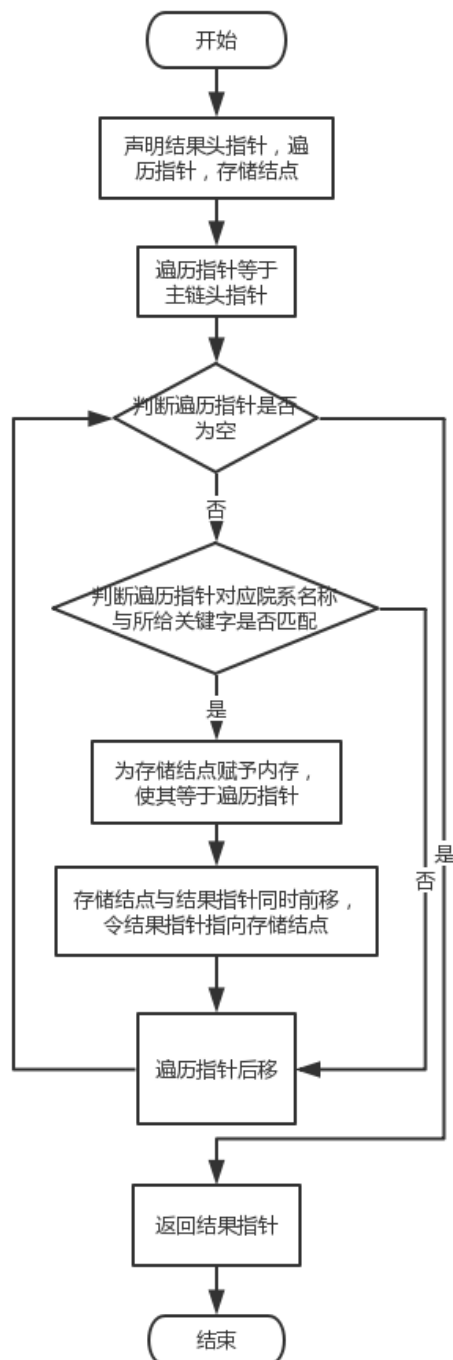 开始
声明结果头指针，遍
历指针，存储结点
遍历指针等于
主链头指针
判断遍历指针是否
为空
否
判断遍历指针对应院系名称
与所给关键字是否匹配
是
为存储结点赋予内存，
使其等于遍历指针
是
否
存储结点与结果指针同时前移，
令结果指针指向存储结点
遍历指针后移
返回结果指针
结束